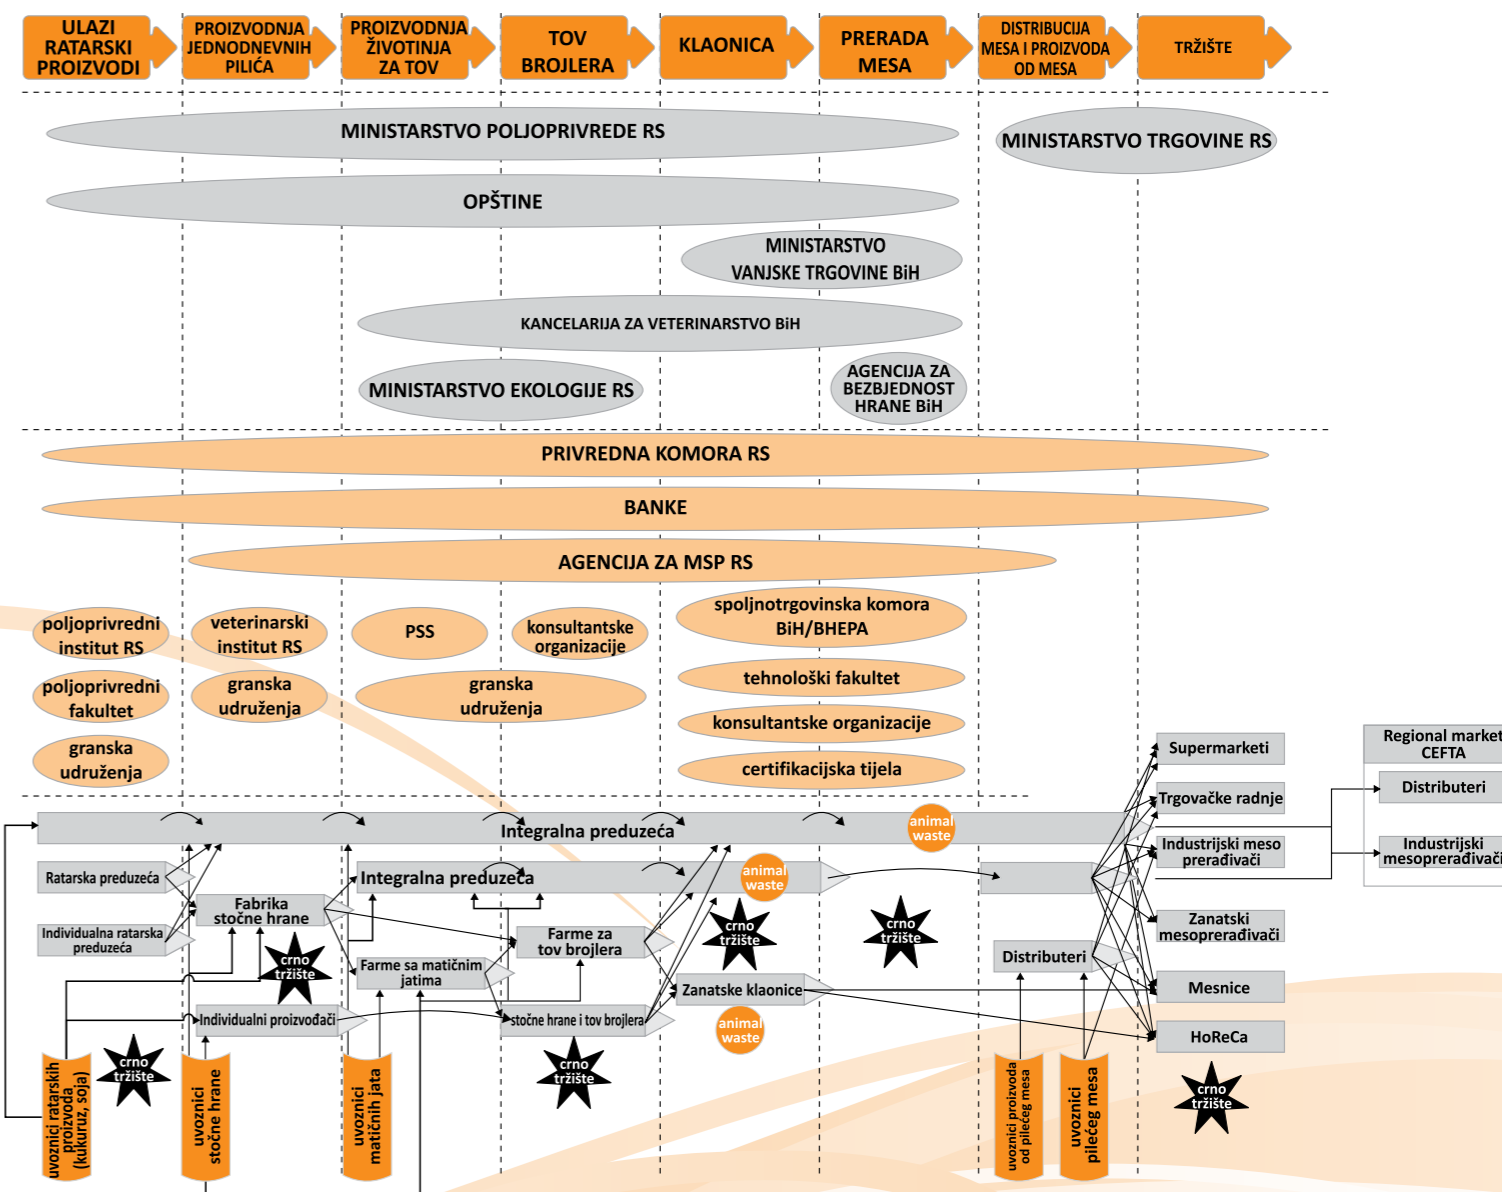 ULAZI
RATARSKI
PROIZVODI
PROIZVODNJA
JEDNODNEVNIH
PILIĆA
PROIZVODNJA
ŽIVOTINJA
ZA TOV
TOV
BROJLERA
KLAONICA
PRERADA
MESA
DISTRIBUCIJA
MESA I PROIZVODA
OD MESA
TRŽIŠTE
MINISTARSTVO POLJOPRIVREDE RS
MINISTARSTVO TRGOVINE RS
OPŠTINE
MINISTARSTVO
VANJSKE TRGOVINE BiH
KANCELARIJA ZA VETERINARSTVO BiH
MINISTARSTVO EKOLOGIJE RS
AGENCIJA ZA
BEZBJEDNOST
HRANE BiH
PRIVREDNA KOMORA RS
BANKE
AGENCIJA ZA MSP RS
poljoprivredni
institut RS
veterinarski
institut RS
PSS
konsultantske
organizacije
spoljnotrgovinska komora
BiH/BHEPA
poljoprivredni
fakultet
granska
udruženja
granska
udruženja
tehnološki fakultet
konsultantske organizacije
granska
udruženja
certifikacijska tijela
Supermarketi
Regional market
CEFTA
Trgovačke radnje
Distributeri
Integralna preduzeća
animal
waste
Industrijski meso
prerađivači
Industrijski
mesoprerađivači
Ratarska preduzeća
Integralna preduzeća
animal
waste
Fabrika
stočne hrane
crno
tržište
crno
tržište
Zanatski
mesoprerađivači
Individualna ratarska
preduzeća
Farme za
tov brojlera
crno
tržište
Farme sa matičnim
jatima
Distributeri
Zanatske klaonice
Mesnice
Individualni proizvođači
stočne hrane i tov brojlera
animal
waste
HoReCa
crno
tržište
crno
tržište
crno
tržište
uvoznici ratarskih
proizvoda
(kukuruz, soja)
uvoznici
stočne hrane
uvoznici
matičnih jata
uvoznici proizvoda
od pilećeg mesa
uvoznici
pilećeg mesa